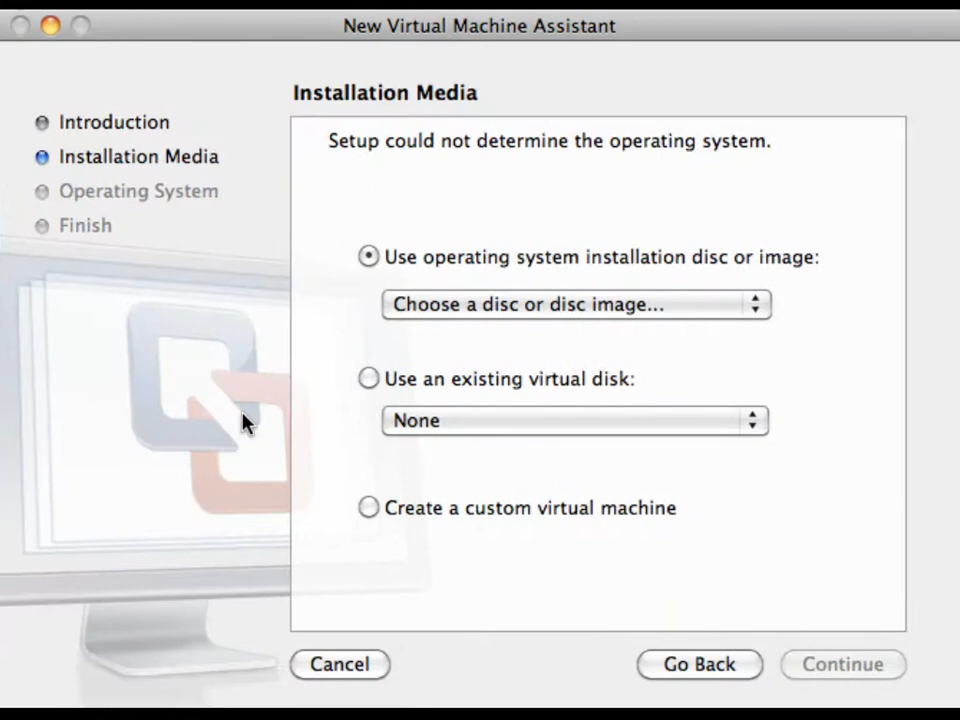 New Virtual Machine Assistant
Installation Media
Introduction
Installation Media
Operating System
Finish
Setup could not determine the operating system.
Use operating system installation disc or image:
Choose a disc or disc image...
Use an existing virtual disk:
None
Create a custom virtual machine
Cancel
Go Back
Continue